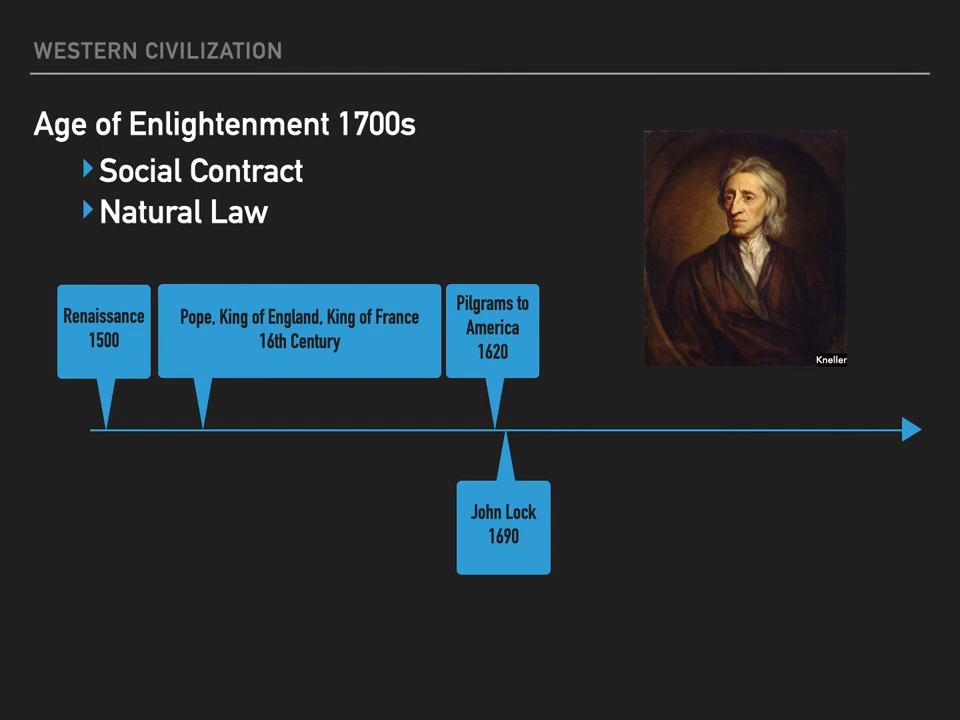 WESTERN CIVILIZATION
Age of Enlightenment 1700s
Social Contract
Natural Law
Kneller
Renaissance
1500
Pope, King of England, King of France
16th Century
Pilgrams to
America
1620
John Lock
1690